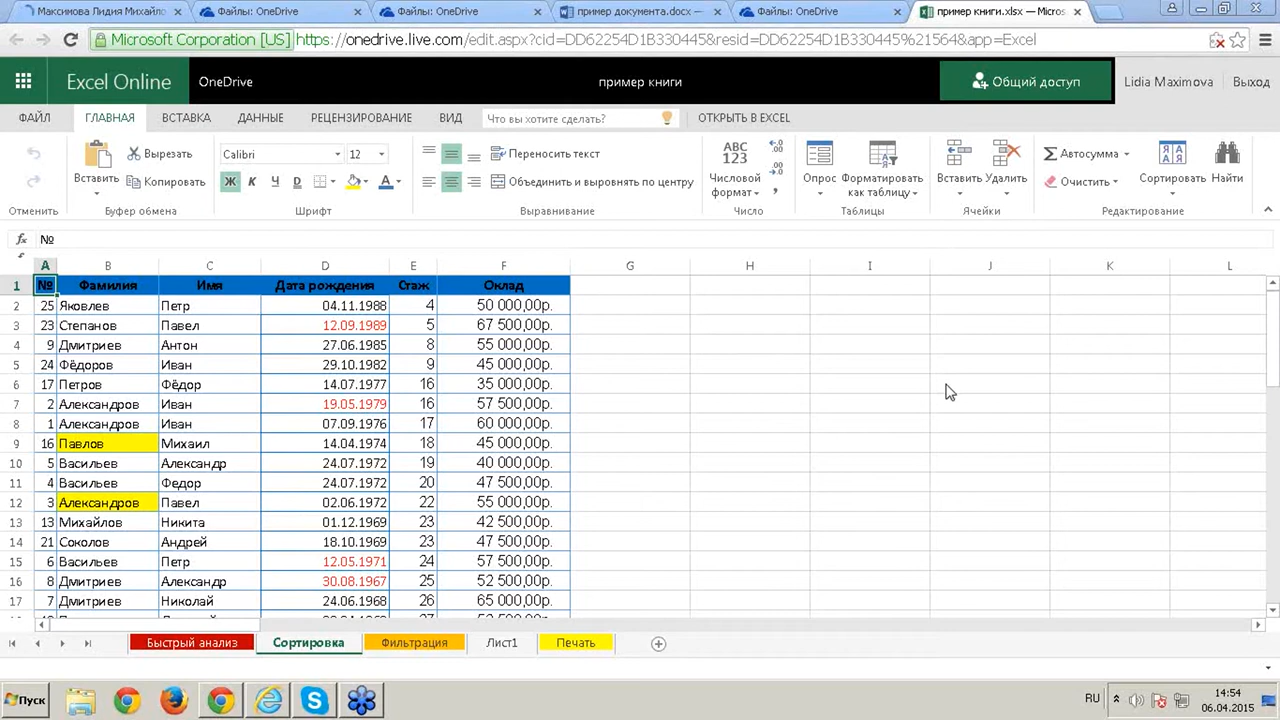 Максимова Лидия Михайло
Файлы: OneDrive
Файлы: OneDrive
пример документа.docx —
Файлы: OneDrive
пример книги.xlsx — Micros
Microsoft Corporation [US] https://onedrive.live.com/edit.aspx?cid=DD62254D1B330445&resid=DD62254D1B330445%21564&app=Excel
Excel Online OneDrive пример книги Общий доступ Lidia Maximova Выход
ФАЙЛ ГЛАВНАЯ ВСТАВКА ДАННЫЕ РЕЦЕНЗИРОВАНИЕ ВИД Что вы хотите сделать? ОТКРЫТЬ В EXCEL
Вырезать Calibri 12 Переносить текст ABC 123
Вставить Копировать Ж К Ч Д А Объединить и выровнять по центру Числовой формат Опрос Форматировать как таблицу Вставить Удалить Автосумма Очистить Сортировать Найти
Отменить Буфер обмена Шрифт Выравнивание Число Таблицы Ячейки Редактирование
fx №
A B C D E F G H I J K L
1 № Фамилия Имя Дата рождения Стаж Оклад
2 25 Яковлев Петр 04.11.1988 4 50 000,00р.
3 23 Степанов Павел 12.09.1989 5 67 500,00р.
4 9 Дмитриев Антон 27.06.1985 8 55 000,00р.
5 24 Фёдоров Иван 29.10.1982 9 45 000,00р.
6 17 Петров Фёдор 14.07.1977 16 35 000,00р.
7 2 Александров Иван 19.05.1979 16 57 500,00р.
8 1 Александров Иван 07.09.1976 17 60 000,00р.
9 16 Павлов Михаил 14.04.1974 18 45 000,00р.
10 5 Васильев Александр 24.07.1972 19 40 000,00р.
11 4 Васильев Федор 24.07.1972 20 47 500,00р.
12 3 Александров Павел 02.06.1972 22 55 000,00р.
13 13 Михайлов Никита 01.12.1969 23 42 500,00р.
14 21 Соколов Андрей 18.10.1969 23 47 500,00р.
15 6 Васильев Петр 12.05.1971 24 57 500,00р.
16 8 Дмитриев Александр 30.08.1967 25 52 500,00р.
17 7 Дмитриев Николай 24.06.1968 26 65 000,00р.
Быстрый анализ Сортировка Фильтрация Лист1 Печать
Пуск RU 14:54
06.04.2015